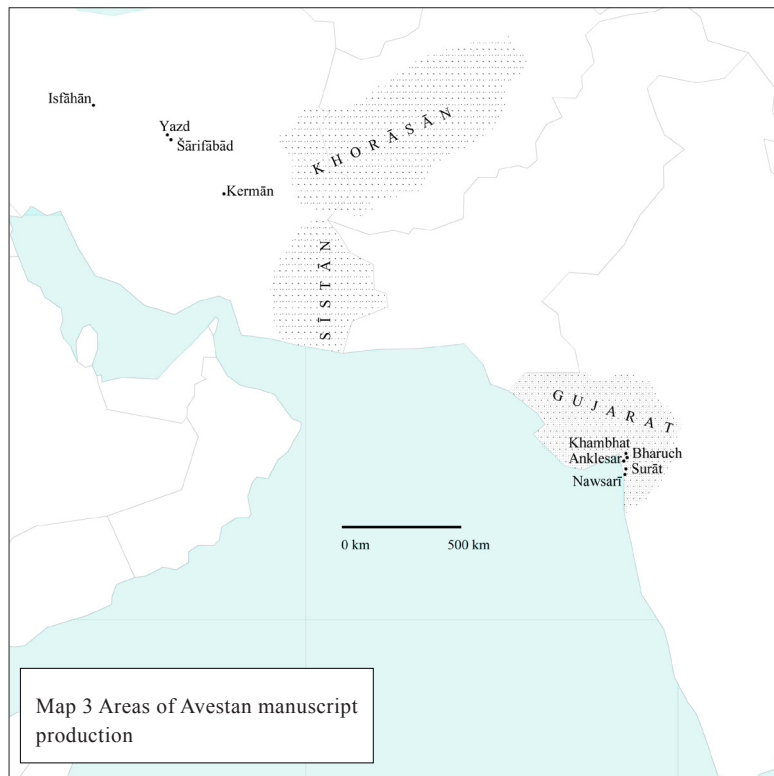 Isfāhān
Yazd
Šārifābād
Kermān
KHORĀSĀN
SĪSTĀN
GUJARAT
Khambhat
Anklesar
Bharuch
Surāt
Nawsarī
0 km 500 km
Map 3 Areas of Avestan manuscript
production